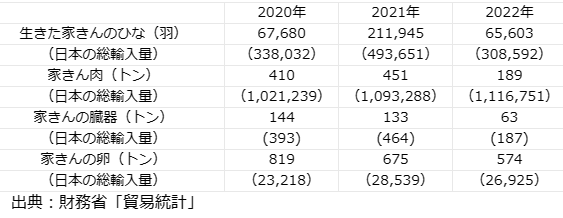 2020年 2021年 2022年
生きた家きんのひな（羽） 67,680 211,945 65,603
（日本の総輸入量） （338,032） （493,651） （308,592）
家きん肉（トン） 410 451 189
（日本の総輸入量） （1,021,239） （1,093,288） （1,116,751）
家きんの臓器（トン） 144 133 63
（日本の総輸入量） (393) (464) (187)
家きんの卵（トン） 819 675 574
（日本の総輸入量） （23,218） （28,539） （26,925）
出典：財務省「貿易統計」